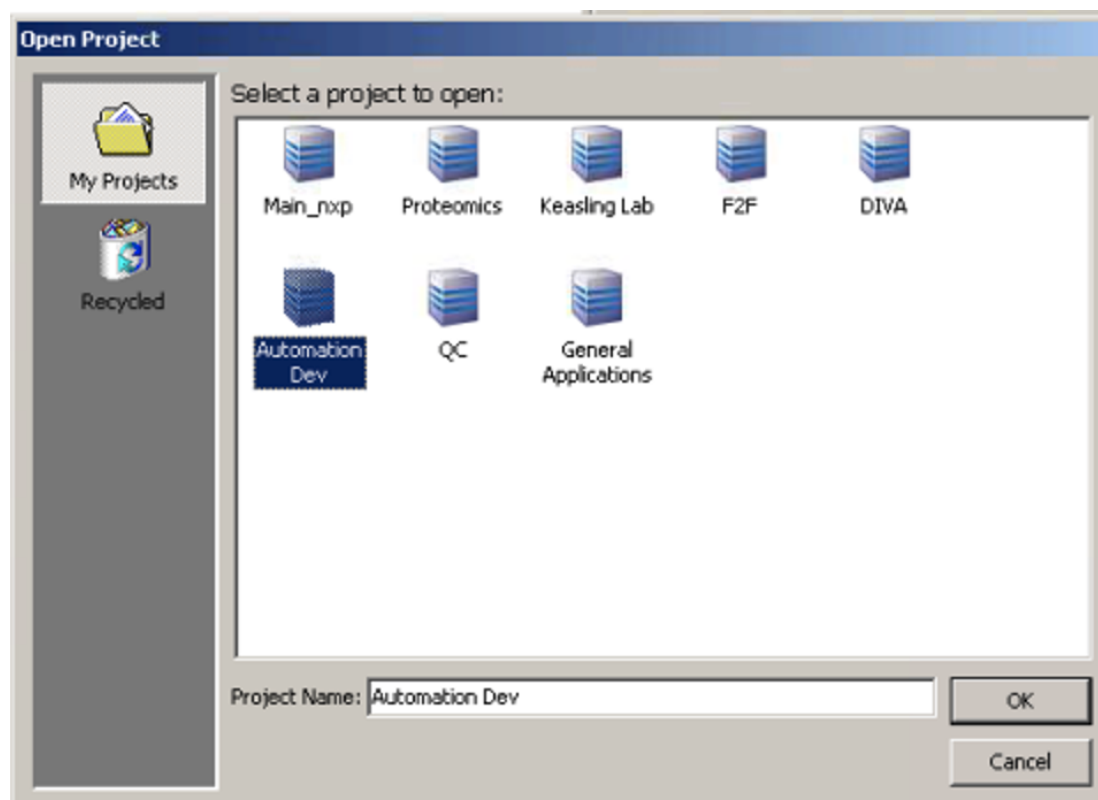 Open Project
Select a project to open:
My Projects
Recycled
Main_nxp
Proteomics
Keasling Lab
F2F
DIVA
Automation
Dev
QC
General
Applications
Project Name: Automation Dev
OK
Cancel